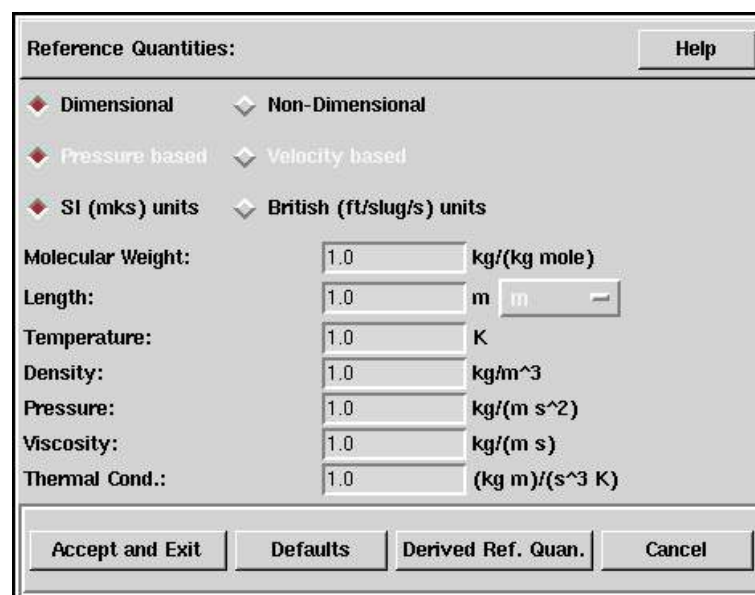 Reference Quantities: Help
Dimensional Non-Dimensional
Pressure based Velocity based
SI (mks) units British (ft/slug/s) units
Molecular Weight: 1.0 kg/(kg mole)
Length: 1.0 m m
Temperature: 1.0 K
Density: 1.0 kg/m^3
Pressure: 1.0 kg/(m s^2)
Viscosity: 1.0 kg/(m s)
Thermal Cond.: 1.0 (kg m)/(s^3 K)
Accept and Exit Defaults Derived Ref. Quan. Cancel